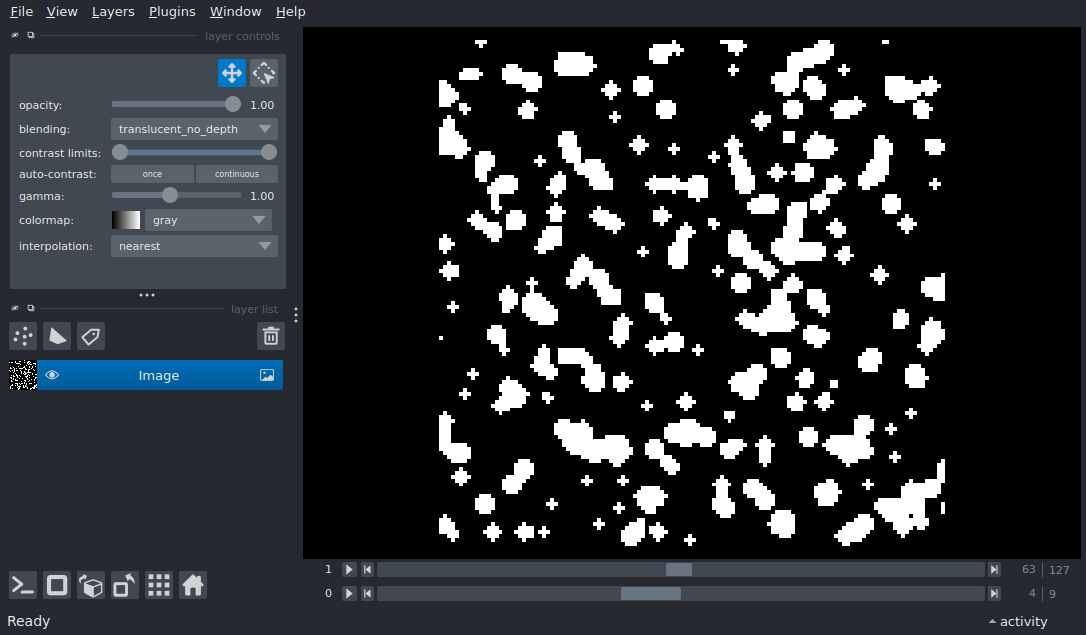 File View Layers Plugins Window Help
layer controls
opacity: 1.00
blending: translucent_no_depth
contrast limits:
auto-contrast: once continuous
gamma: 1.00
colormap: gray
interpolation: nearest
layer list
Image
1 63 127
0 4 9
Ready activity